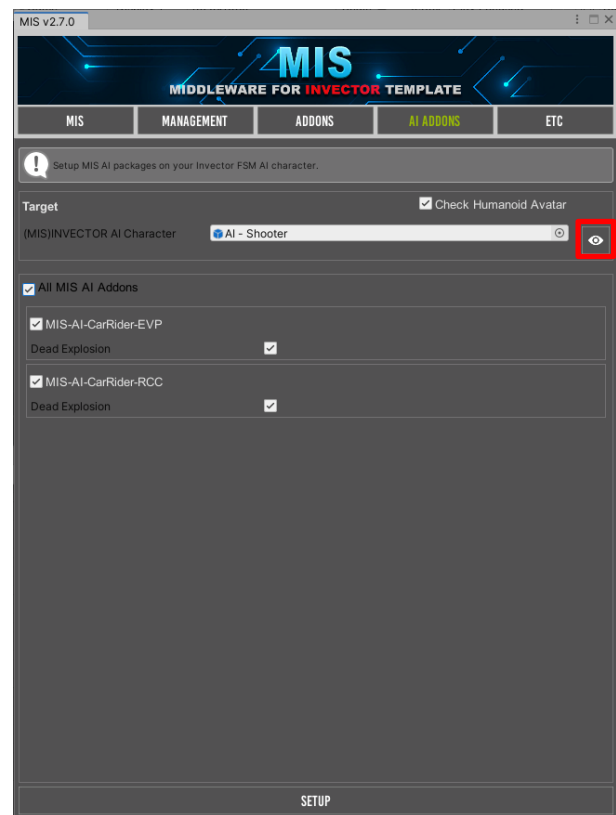 MIS v2.7.0
MIS
MIDDLEWARE FOR INVECTOR TEMPLATE
MIS MANAGEMENT ADDONS AI ADDONS ETC
Setup MIS AI packages on your Invector FSM AI character.
Target Check Humanoid Avatar
(MIS)INVECTOR AI Character AI - Shooter
All MIS AI Addons
MIS-AI-CarRider-EVP
Dead Explosion
MIS-AI-CarRider-RCC
Dead Explosion
SETUP